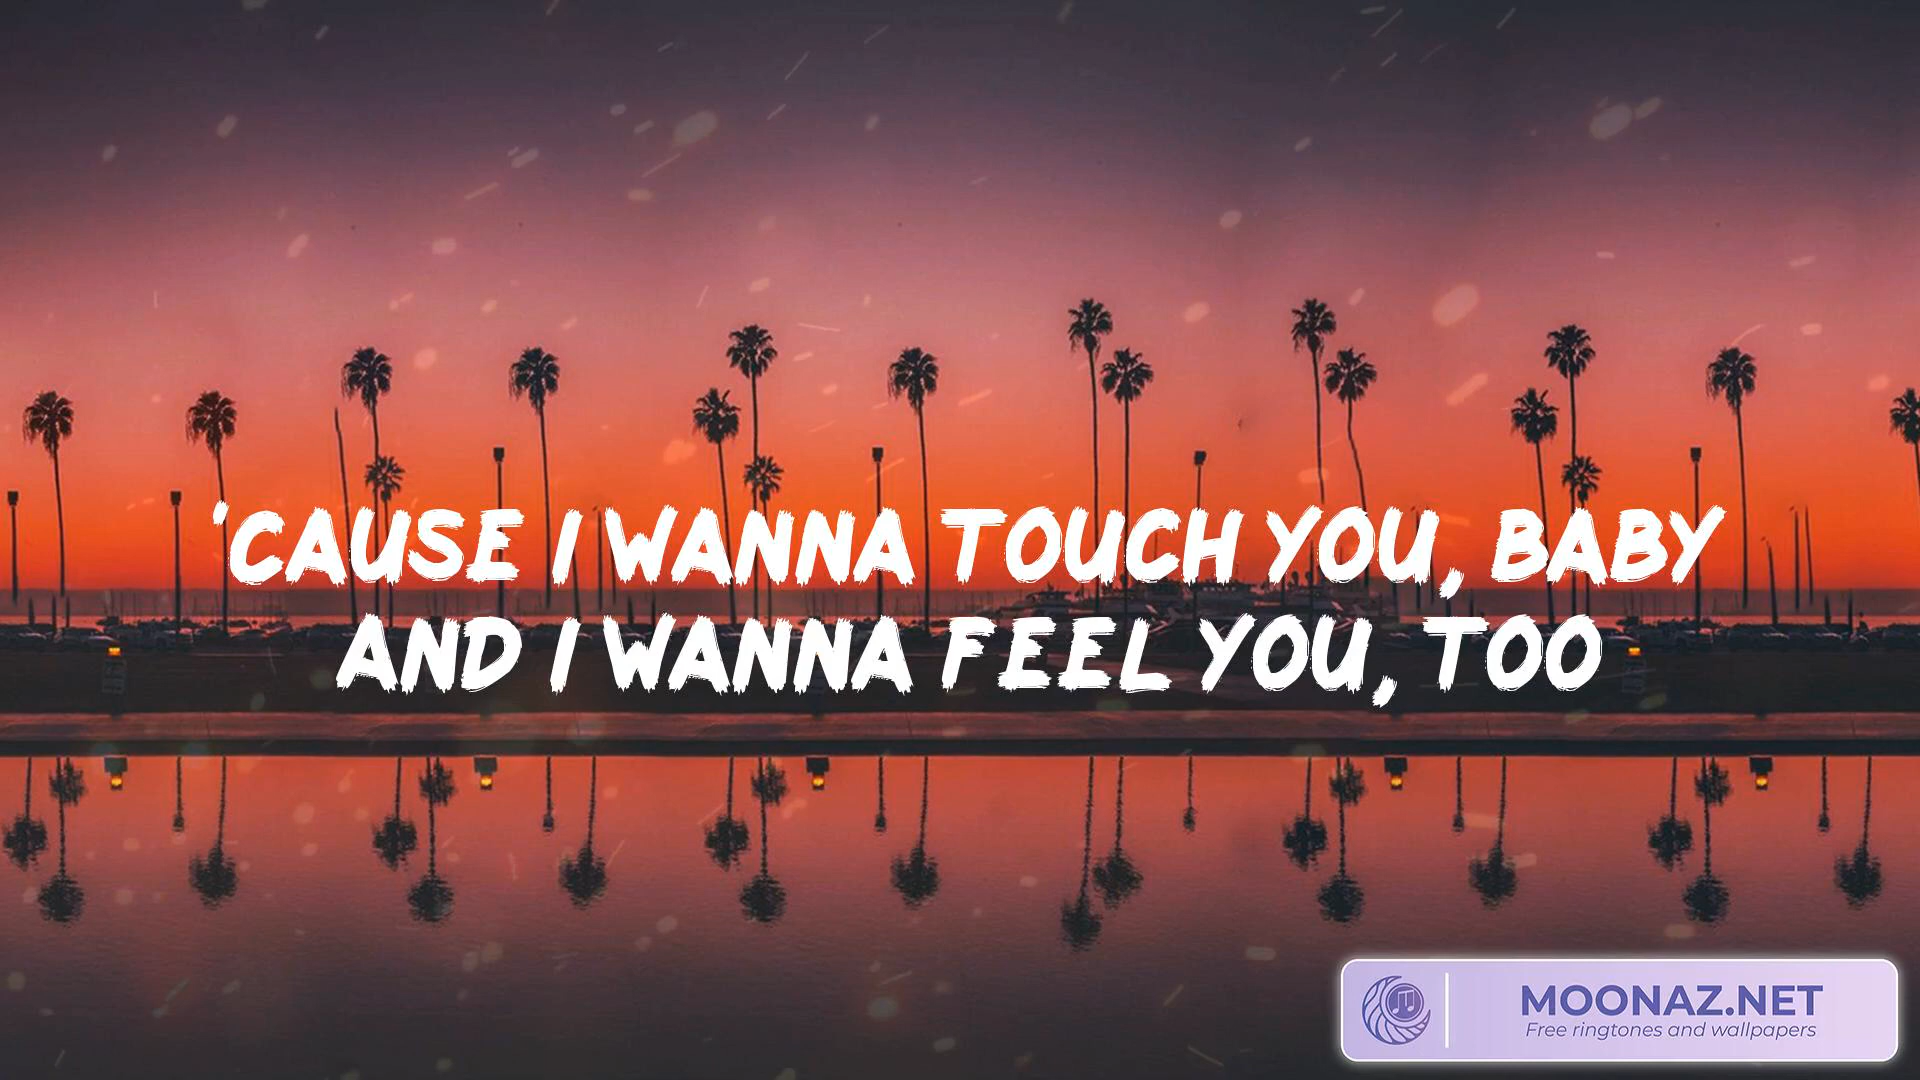 'CAUSE I WANNA TOUCH YOU, BABY
AND I WANNA FEEL YOU, TOO
MOONAZ.NET
Free ringtones and wallpapers